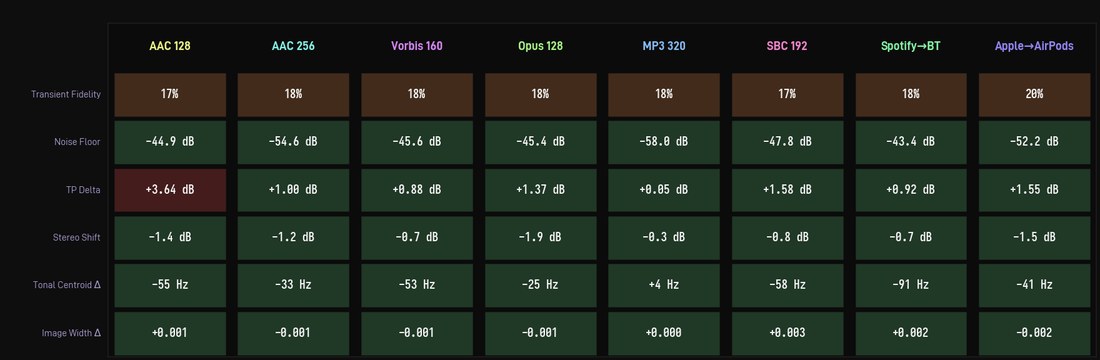 AAC 128 AAC 256 Vorbis 160 Opus 128 MP3 320 SBC 192 Spotify→BT Apple→AirPods
Transient Fidelity 17% 18% 18% 18% 18% 17% 18% 20%
Noise Floor -44.9 dB -54.6 dB -45.6 dB -45.4 dB -58.0 dB -47.8 dB -43.4 dB -52.2 dB
TP Delta +3.64 dB +1.00 dB +0.88 dB +1.37 dB +0.05 dB +1.58 dB +0.92 dB +1.55 dB
Stereo Shift -1.4 dB -1.2 dB -0.7 dB -1.9 dB -0.3 dB -0.8 dB -0.7 dB -1.5 dB
Tonal Centroid Δ -55 Hz -33 Hz -53 Hz -25 Hz +4 Hz -58 Hz -91 Hz -41 Hz
Image Width Δ +0.001 -0.001 -0.001 -0.001 +0.000 +0.003 +0.002 -0.002